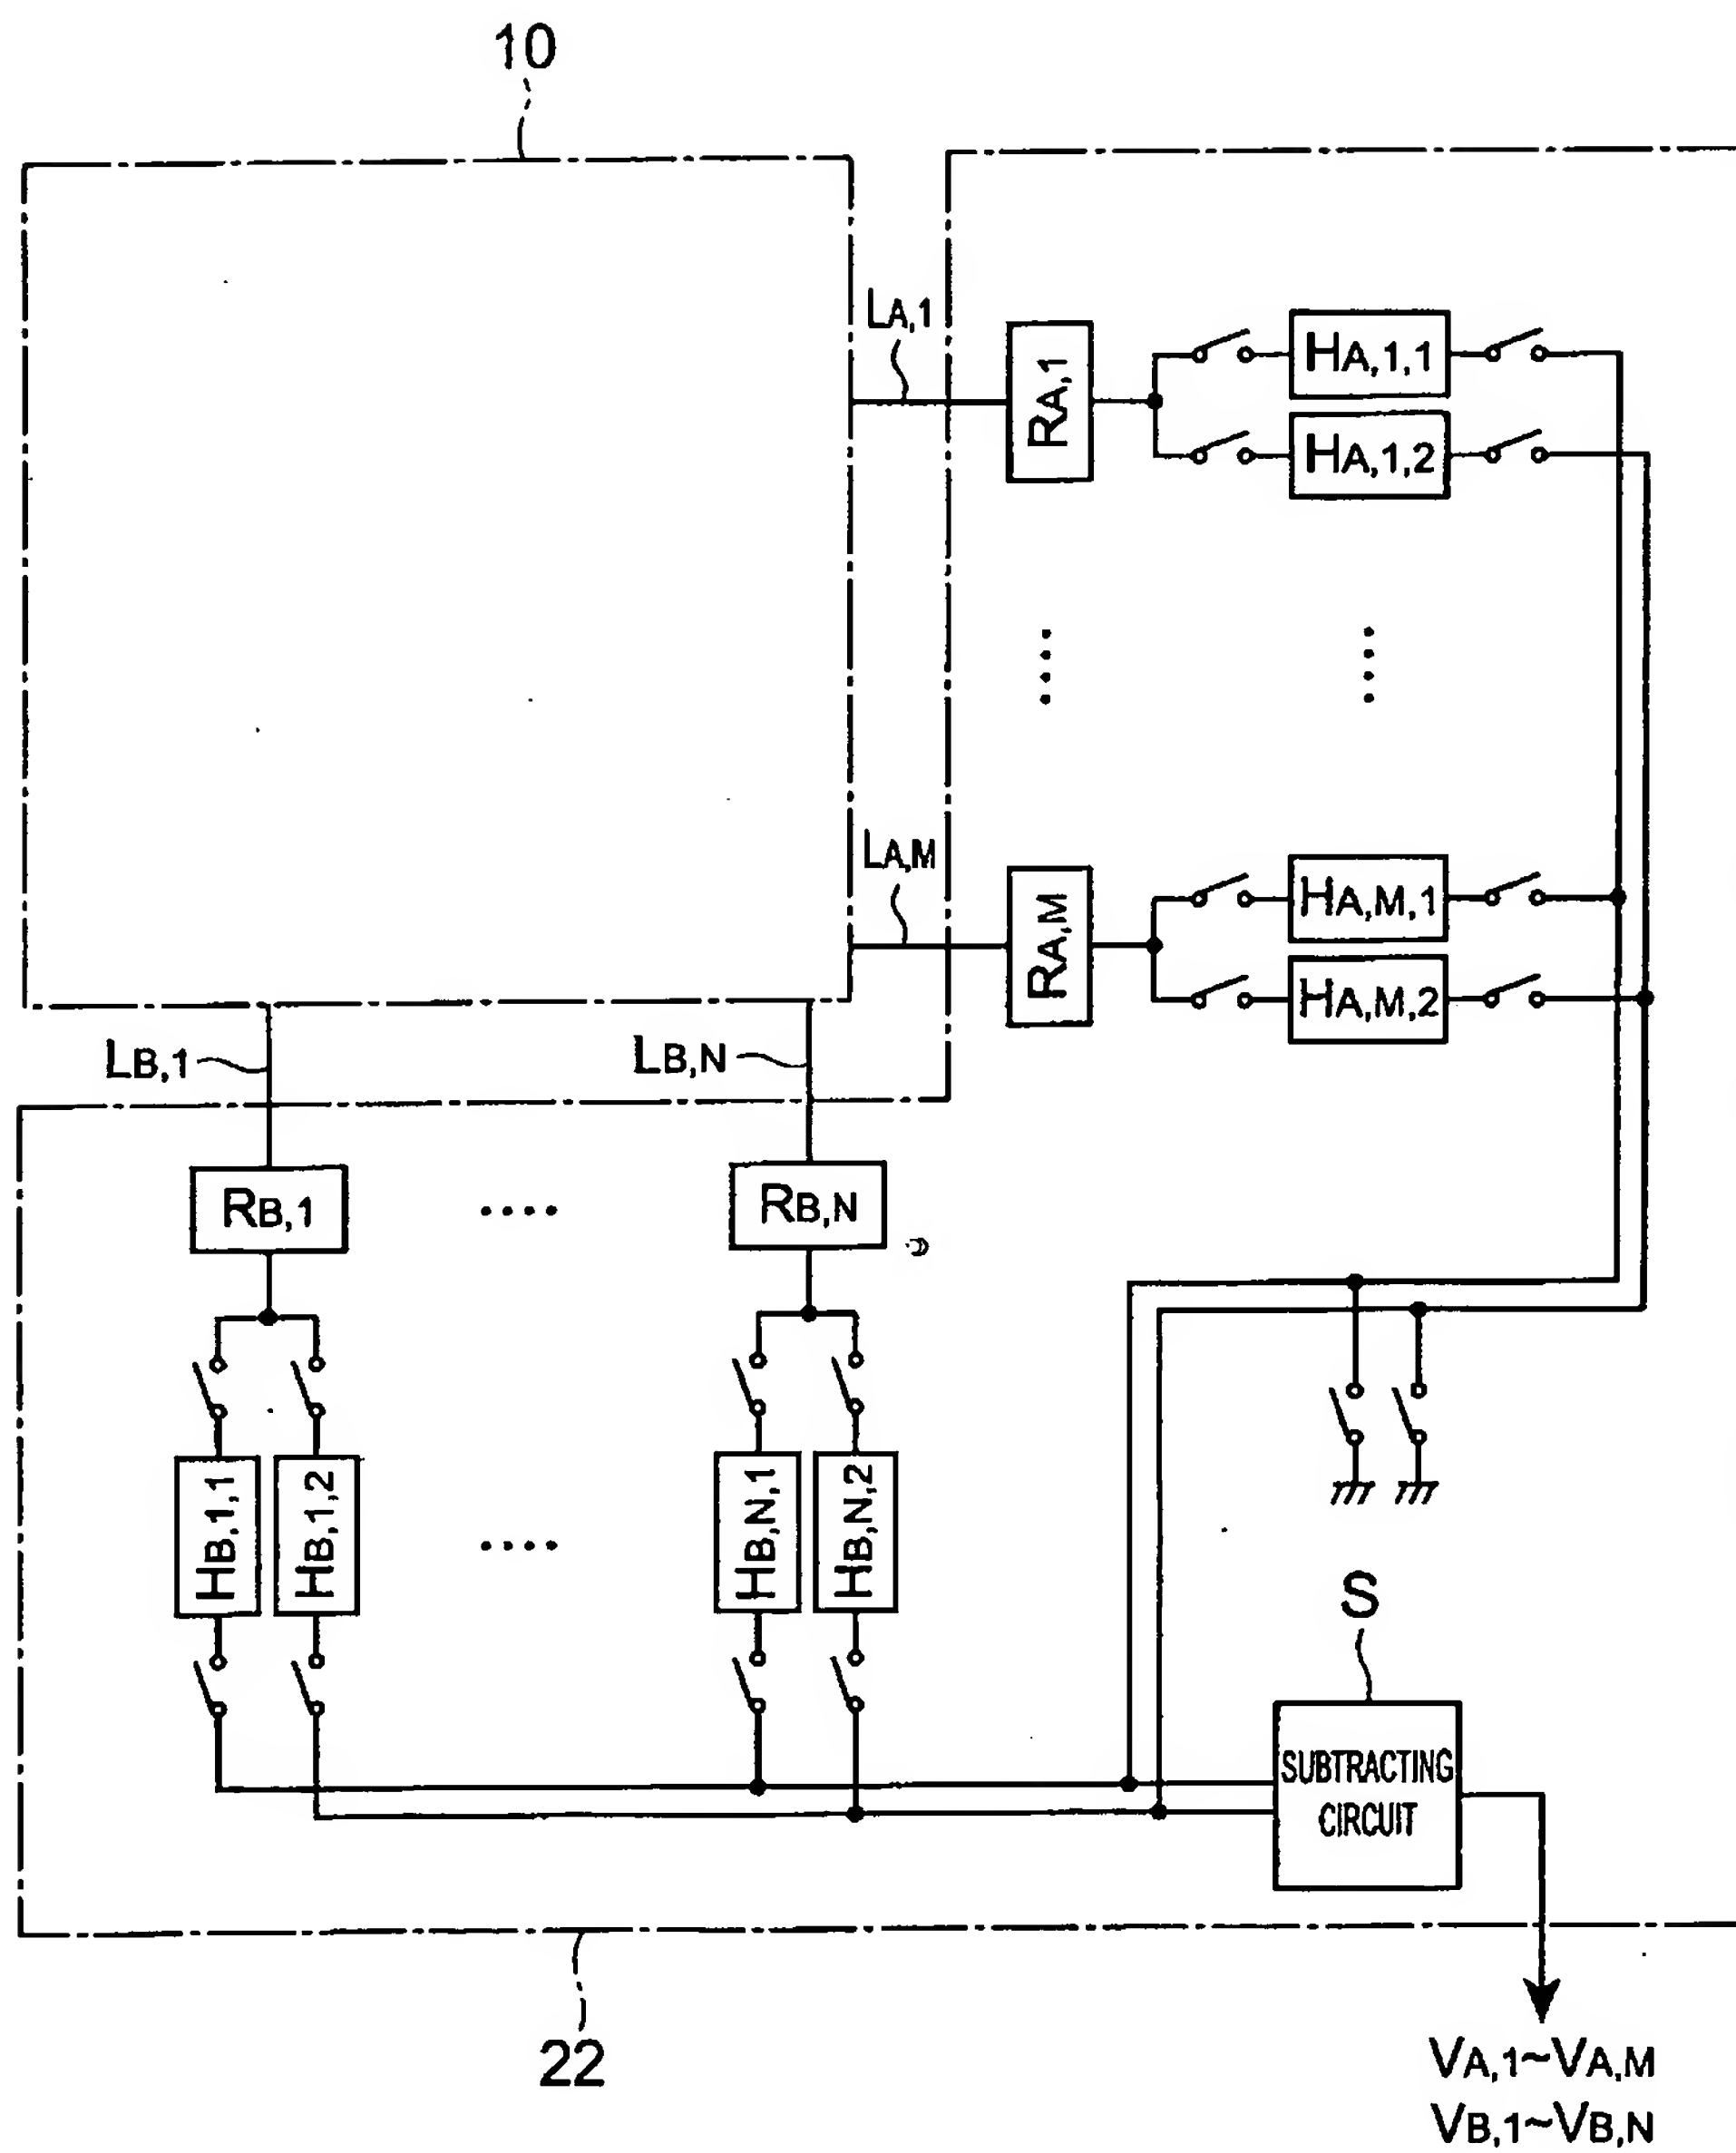 10
LA,1
RA,1
HA,1,1
HA,1,2
LA,M
RA,M
HA,M,1
HA,M,2
LB,1
LB,N
RB,1
RB,N
HB,1,1
HB,1,2
HB,N,1
HB,N,2
S
SUBTRACTING
CIRCUIT
22
VA,1~VA,M
VB,1~VB,N